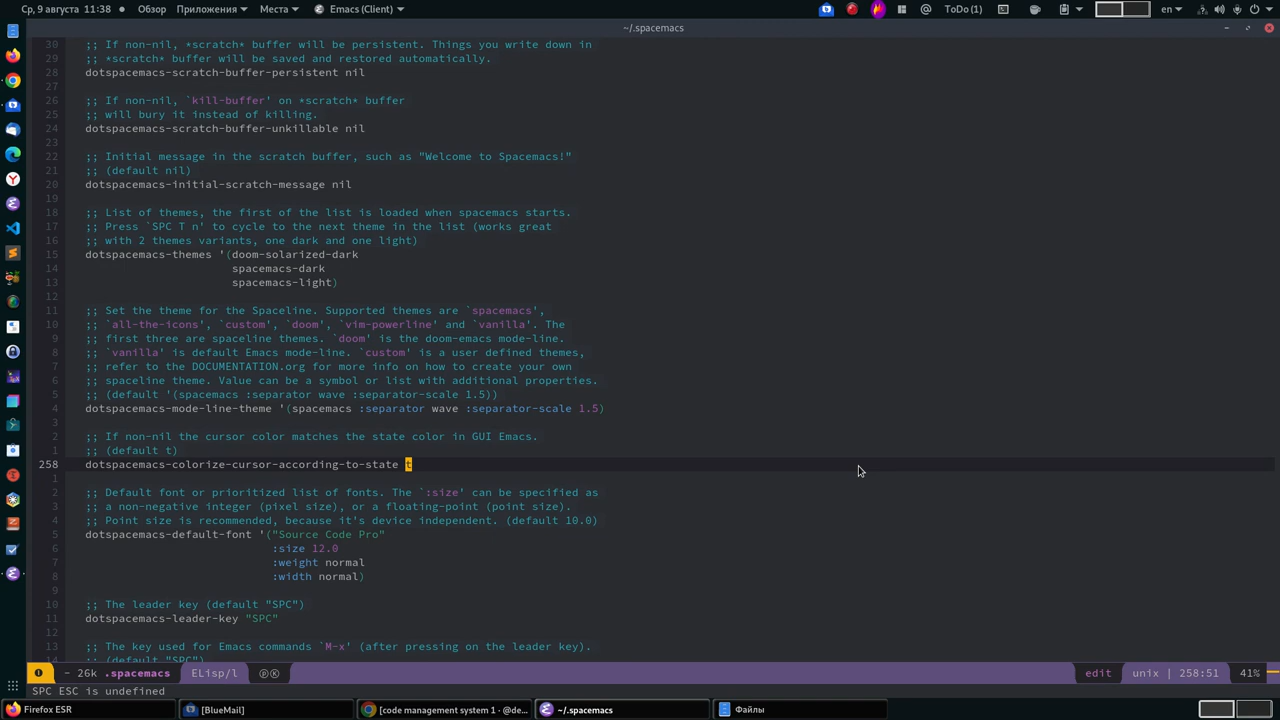 Ср, 9 августа 11:38
Обзор
Приложения
Места
Emacs (Client)
ToDo (1)
en
~/.spacemacs
30 ;; If non-nil, *scratch* buffer will be persistent. Things you write down in
29 ;; *scratch* buffer will be saved and restored automatically.
28 dotspacemacs-scratch-buffer-persistent nil
27
26 ;; If non-nil, `kill-buffer' on *scratch* buffer
25 ;; will bury it instead of killing.
24 dotspacemacs-scratch-buffer-unkillable nil
23
22 ;; Initial message in the scratch buffer, such as "Welcome to Spacemacs!"
21 ;; (default nil)
20 dotspacemacs-initial-scratch-message nil
19
18 ;; List of themes, the first of the list is loaded when spacemacs starts.
17 ;; Press `SPC T n' to cycle to the next theme in the list (works great
16 ;; with 2 themes variants, one dark and one light)
15 dotspacemacs-themes '(doom-solarized-dark
14 spacemacs-dark
13 spacemacs-light)
12
11 ;; Set the theme for the Spaceline. Supported themes are `spacemacs',
10 ;; `all-the-icons', `custom', `doom', `vim-powerline' and `vanilla'. The
9 ;; first three are spaceline themes. `doom' is the doom-emacs mode-line.
8 ;; `vanilla' is default Emacs mode-line. `custom' is a user defined themes,
7 ;; refer to the DOCUMENTATION.org for more info on how to create your own
6 ;; spaceline theme. Value can be a symbol or list with additional properties.
5 ;; (default '(spacemacs :separator wave :separator-scale 1.5))
4 dotspacemacs-mode-line-theme '(spacemacs :separator wave :separator-scale 1.5)
3
2 ;; If non-nil the cursor color matches the state color in GUI Emacs.
1 ;; (default t)
258 dotspacemacs-colorize-cursor-according-to-state t
1
2 ;; Default font or prioritized list of fonts. The `:size' can be specified as
3 ;; a non-negative integer (pixel size), or a floating-point (point size).
4 ;; Point size is recommended, because it's device independent. (default 10.0)
5 dotspacemacs-default-font '("Source Code Pro"
6 :size 12.0
7 :weight normal
8 :width normal)
9
10 ;; The leader key (default "SPC")
11 dotspacemacs-leader-key "SPC"
12
13 ;; The key used for Emacs commands `M-x' (after pressing on the leader key).
14 ;; (default "SPC")
- 26k .spacemacs ELisp/l edit unix | 258:51 41%
SPC ESC is undefined
Firefox ESR
[BlueMail]
[code management system 1 · @de...
~/.spacemacs
Файлы